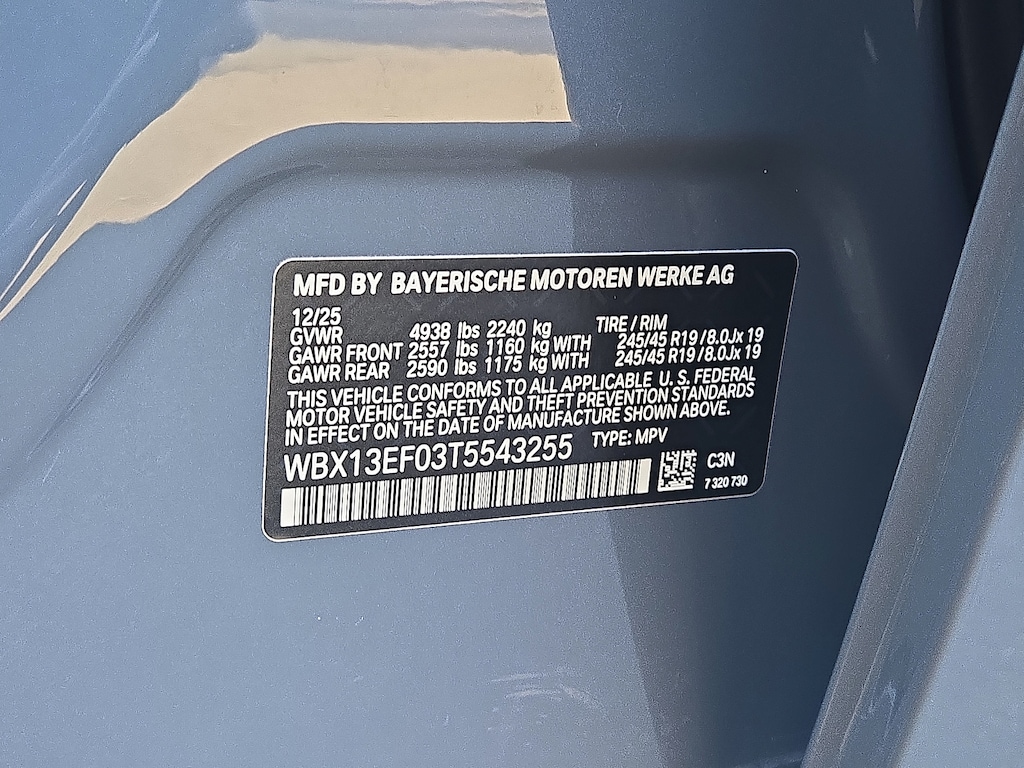 MFD BY BAYERISCHE MOTOREN WERKE AG
12/25
GVWR 4938 lbs 2240 kg TIRE / RIM
GAWR FRONT 2557 lbs 1160 kg WITH 245/45 R19 / 8.0Jx 19
GAWR REAR 2590 lbs 1175 kg WITH 245/45 R19 / 8.0Jx 19
THIS VEHICLE CONFORMS TO ALL APPLICABLE U. S. FEDERAL
MOTOR VEHICLE SAFETY AND THEFT PREVENTION STANDARDS
IN EFFECT ON THE DATE OF MANUFACTURE SHOWN ABOVE.
WBX13EF03T5543255 TYPE: MPV
C3N
7 320 730